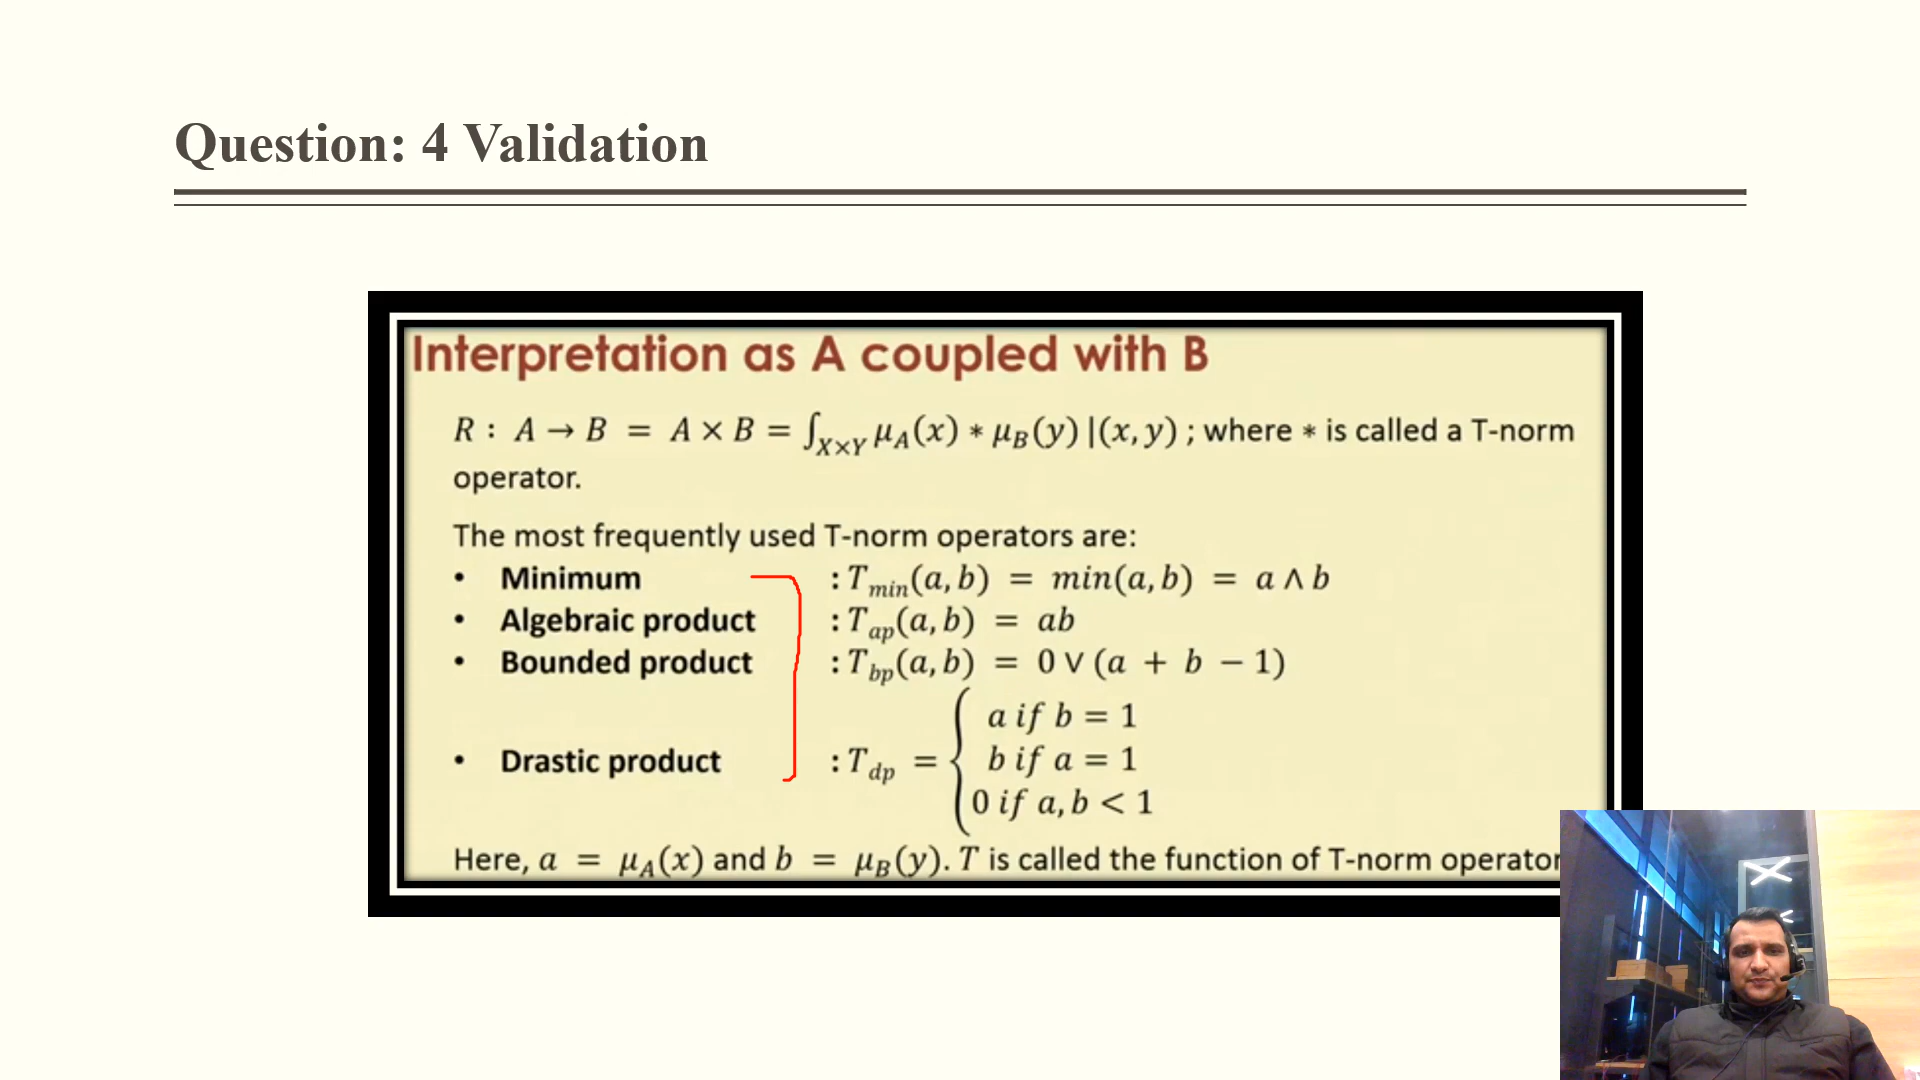 Question: 4 Validation
Interpretation as A coupled with B
R : A → B = A × B = ∫X×Y μA(x) ∗ μB(y) |(x, y) ; where ∗ is called a T-norm
operator.
The most frequently used T-norm operators are:
• Minimum : Tmin(a, b) = min(a, b) = a ∧ b
• Algebraic product : Tap(a, b) = ab
• Bounded product : Tbp(a, b) = 0 ∨ (a + b − 1)
a if b = 1
• Drastic product : Tdp = { b if a = 1
0 if a, b < 1
Here, a = μA(x) and b = μB(y). T is called the function of T-norm operator